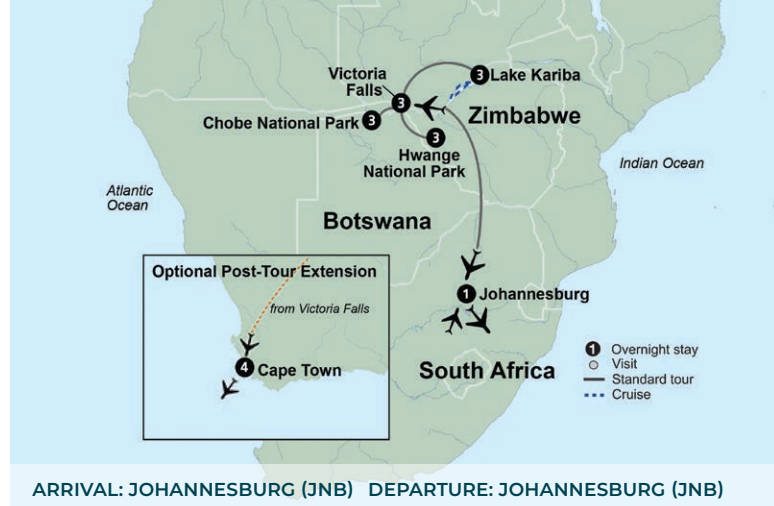 Victoria
Falls
3
3
Lake Kariba
Zimbabwe
Chobe National Park
3
3
Hwange
National Park
Indian Ocean
Atlantic
Ocean
Botswana
Optional Post-Tour Extension
from Victoria Falls
1
Johannesburg
4
Cape Town
South Africa
1 Overnight stay
Visit
Standard tour
Cruise
ARRIVAL: JOHANNESBURG (JNB) DEPARTURE: JOHANNESBURG (JNB)